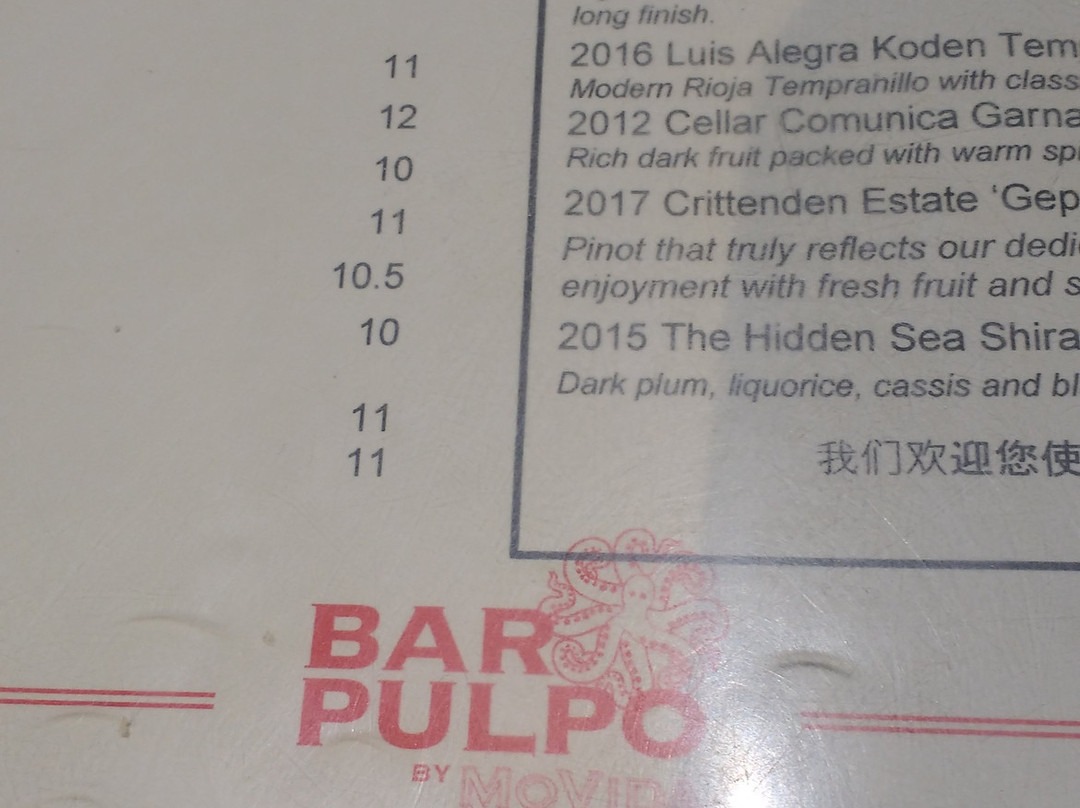 11
12
10
11
10.5
10
11
11
long finish.
2016 Luis Alegra Koden Tem
Modern Rioja Tempranillo with class
2012 Cellar Comunica Garna
Rich dark fruit packed with warm spi
2017 Crittenden Estate ‘Gep
Pinot that truly reflects our dedi
enjoyment with fresh fruit and s
2015 The Hidden Sea Shira
Dark plum, liquorice, cassis and bl
我们欢迎您使
BAR
PULPO
BY MOVIDA